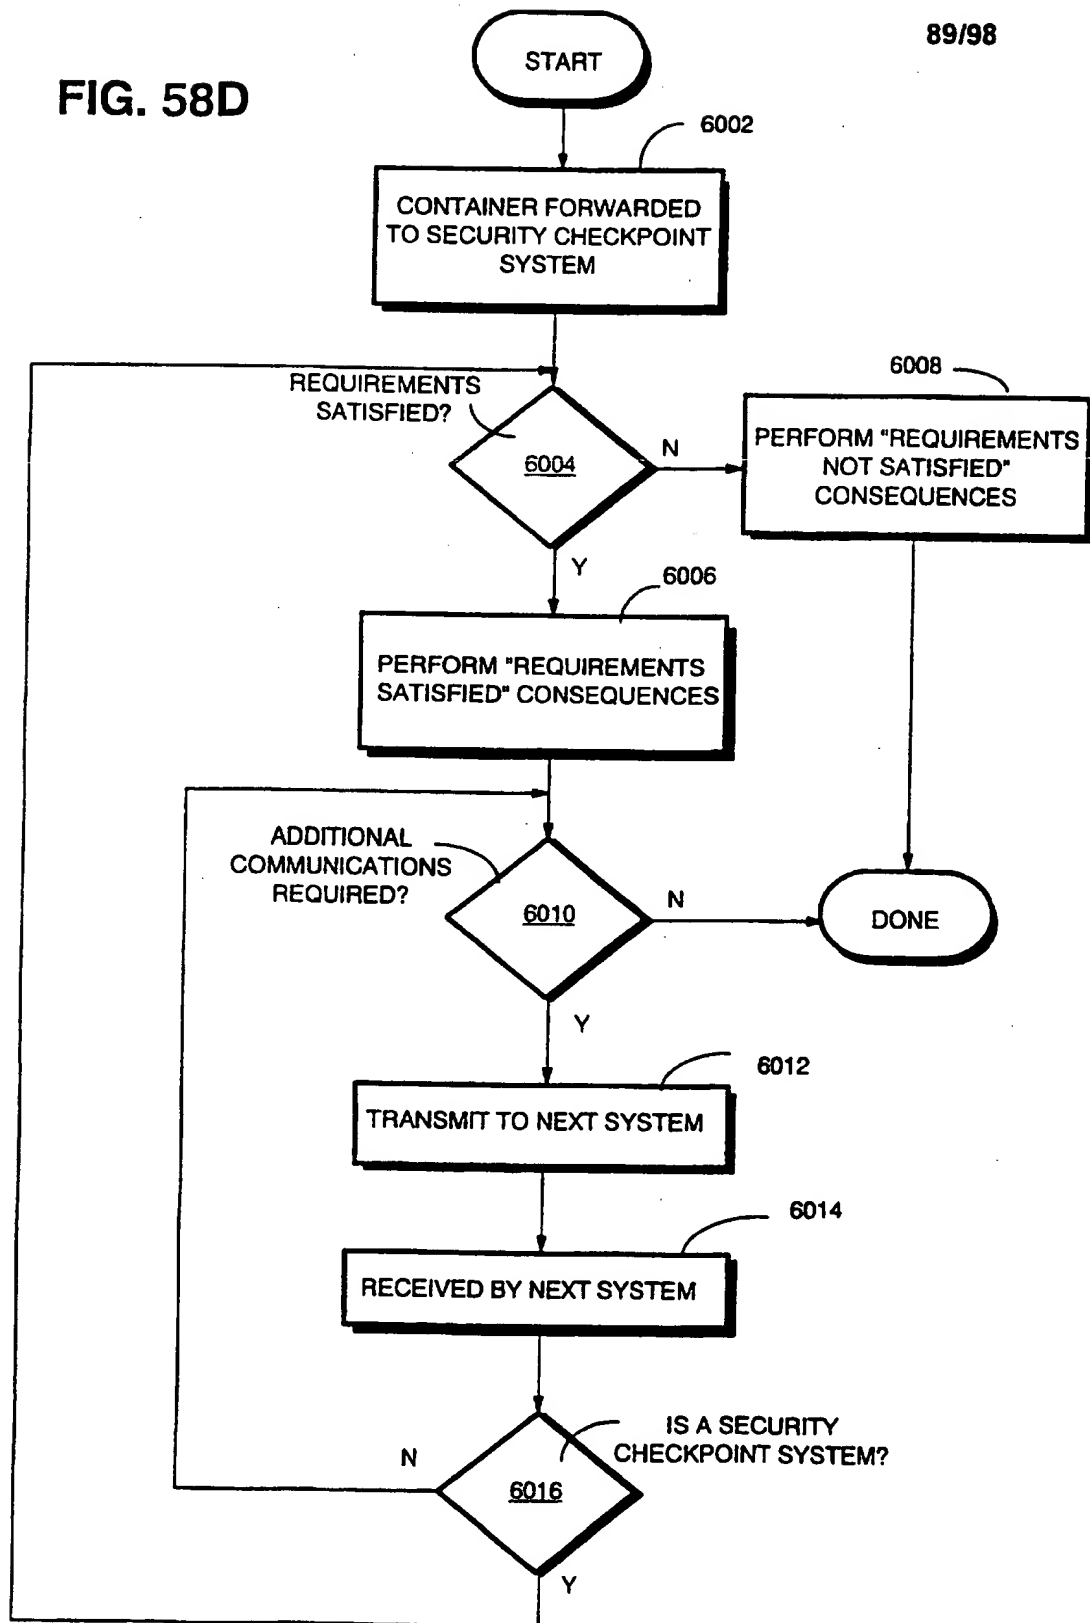 89/98
FIG. 58D
START
6002
CONTAINER FORWARDED
TO SECURITY CHECKPOINT
SYSTEM
REQUIREMENTS
SATISFIED?
6004
N
6008
PERFORM "REQUIREMENTS
NOT SATISFIED"
CONSEQUENCES
Y
6006
PERFORM "REQUIREMENTS
SATISFIED" CONSEQUENCES
ADDITIONAL
COMMUNICATIONS
REQUIRED?
6010
N
DONE
Y
6012
TRANSMIT TO NEXT SYSTEM
6014
RECEIVED BY NEXT SYSTEM
IS A SECURITY
CHECKPOINT SYSTEM?
N
6016
Y